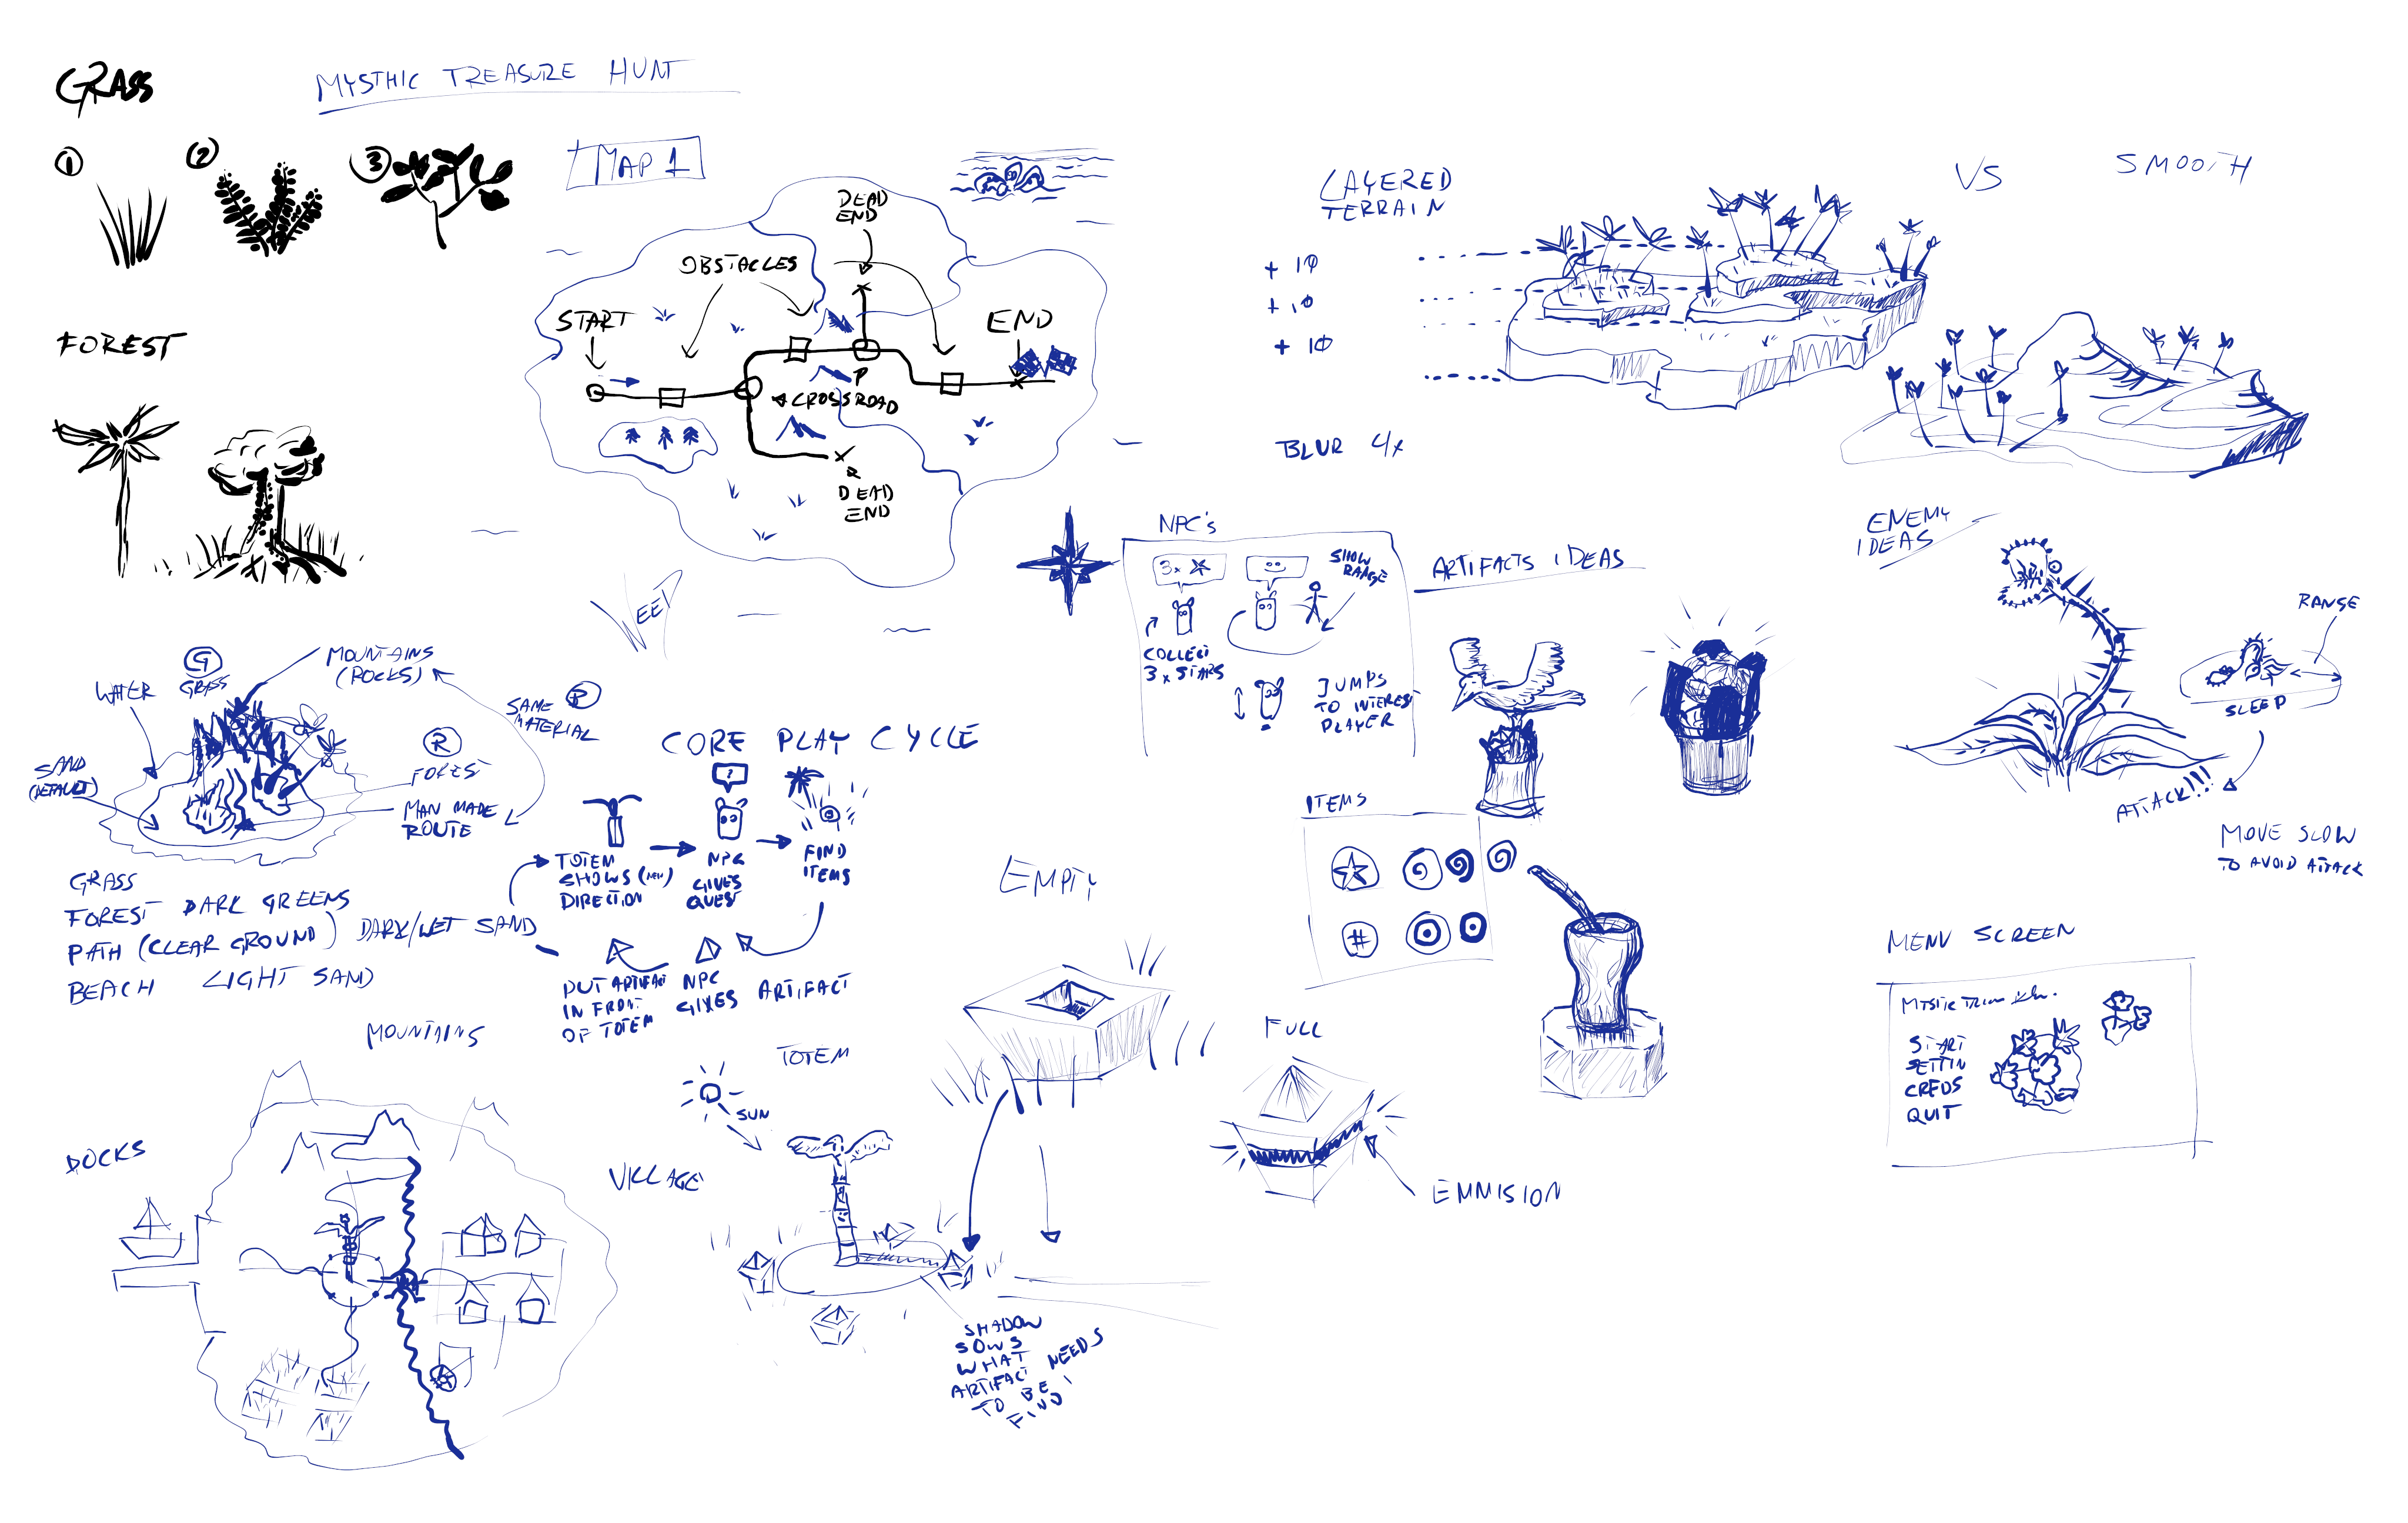 GRASS
MYSTHIC TREASURE HUNT
1
2
3
MAP 1
DEAD
END
OBSTACLES
START
END
P
CROSSROAD
DEAD
END
FOREST
LAYERED
TERRAIN
VS
SMOOTH
+ 10
+ 10
+ 10
BLUR 4x
NPC's
3x
SHOW
RANGE
COLLECT
3x STARS
JUMPS
TO INTEREST
PLAYER
ARTIFACTS IDEAS
ENEMY
IDEAS
RANGE
SLEEP
ATTACK!!!
MOVE SLOW
TO AVOID ATTACK
G
GRASS
WATER
MOUNTAINS
(ROCKS)
SAME
MATERIAL
B
SAND
(DEFAULT)
R
FOREST
MAN MADE
ROUTE
GRASS
FOREST DARK GREENS
PATH (CLEAR GROUND) DARK/WET SAND
BEACH LIGHT SAND
CORE PLAY CYCLE
TOTEM
SHOWS (NEW)
DIRECTION
NPC
GIVES
QUEST
FIND
ITEMS
PUT ARTIFACT
IN FRONT
OF TOTEM
NPC
GIVES ARTIFACT
EMPTY
ITEMS
#
FULL
EMMISION
MENU SCREEN
START
SETTIN
CREDS
QUIT
MOUNTAINS
DOCKS
VILLAGE
TOTEM
SUN
SHADOW
SOWS
WHAT
ARTIFACT NEEDS
TO BE
FIND!